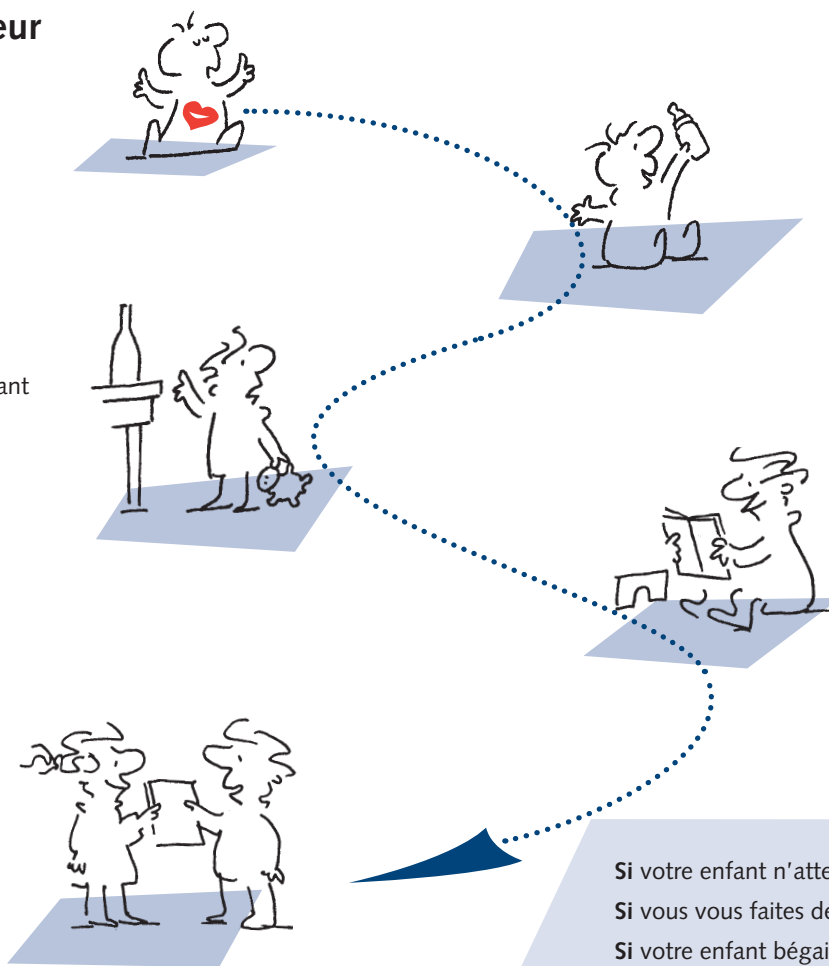 eur
ant
Si votre enfant n'atte
Si vous vous faites de
Si votre enfant bégai